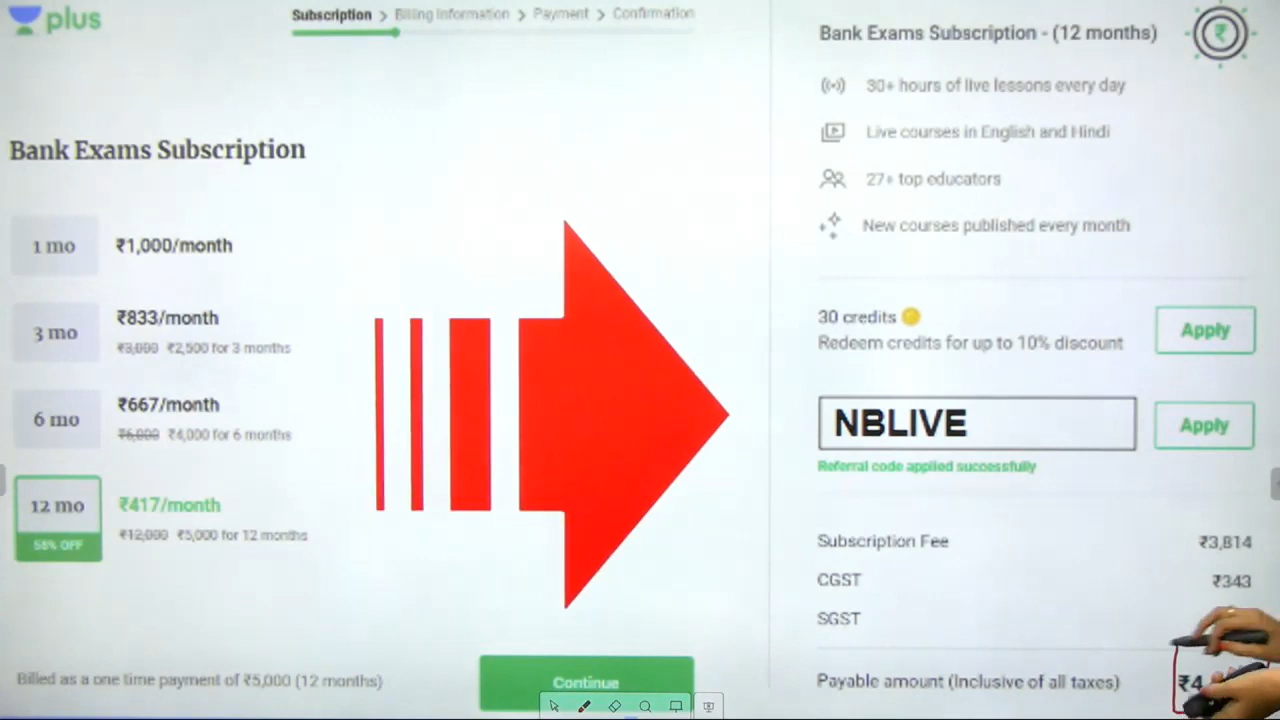 plus
Subscription > Billing Information > Payment > Confirmation
Bank Exams Subscription
1 mo ₹1,000/month
3 mo ₹833/month
₹3,000 ₹2,500 for 3 months
6 mo ₹667/month
₹6,000 ₹4,000 for 6 months
12 mo ₹417/month
58% OFF ₹12,000 ₹5,000 for 12 months
Billed as a one time payment of ₹5,000 (12 months)
Continue
Bank Exams Subscription - (12 months)
₹
30+ hours of live lessons every day
Live courses in English and Hindi
27+ top educators
New courses published every month
30 credits
Redeem credits for up to 10% discount
Apply
NBLIVE
Apply
Referral code applied successfully
Subscription Fee ₹3,814
CGST ₹343
SGST
Payable amount (Inclusive of all taxes) ₹4